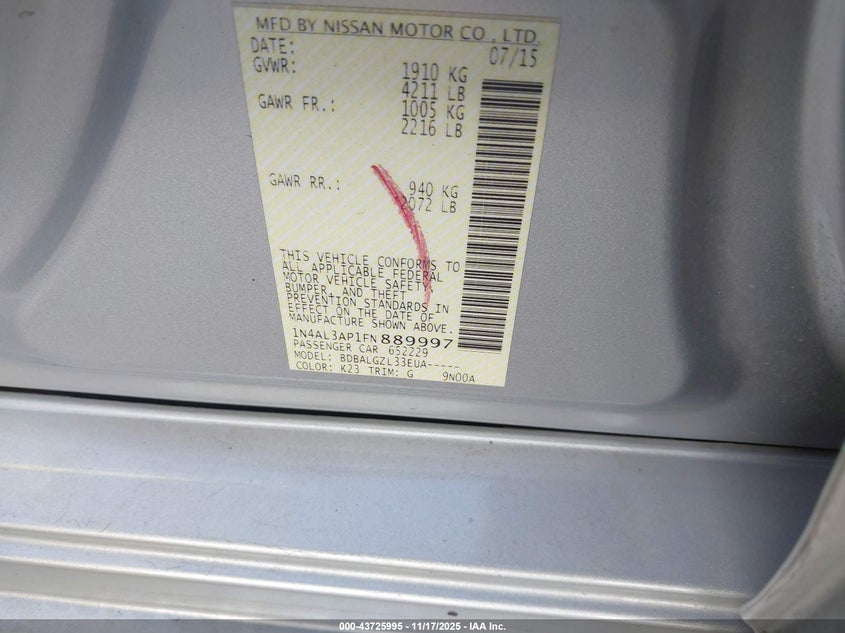 MFD BY NISSAN MOTOR CO., LTD.
DATE: 07/15
GVWR: 1910 KG
4211 LB
GAWR FR.: 1005 KG
2216 LB
GAWR RR.: 940 KG
2072 LB
THIS VEHICLE CONFORMS TO
ALL APPLICABLE FEDERAL
MOTOR VEHICLE SAFETY,
BUMPER, AND THEFT
PREVENTION STANDARDS IN
EFFECT ON THE DATE OF
MANUFACTURE SHOWN ABOVE.
1N4AL3AP1FN889997
PASSENGER CAR 652229
MODEL: BDBALGZL33EUA-----
COLOR: K23 TRIM: G 9N00A
000-43725995 - 11/17/2025 - IAA Inc.